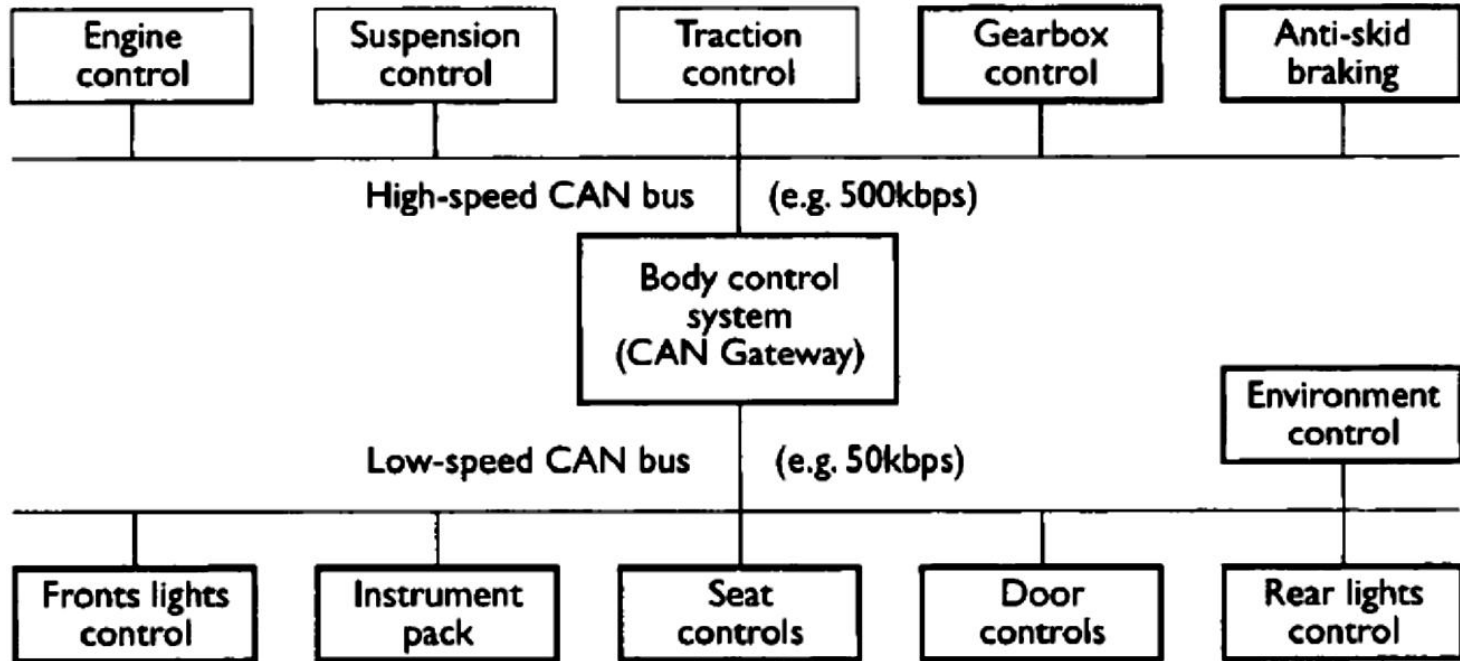 Engine
control
Suspension
control
Traction
control
Gearbox
control
Anti-skid
braking
High-speed CAN bus (e.g. 500kbps)
Body control
system
(CAN Gateway)
Environment
control
Low-speed CAN bus (e.g. 50kbps)
Fronts lights
control
Instrument
pack
Seat
controls
Door
controls
Rear lights
control